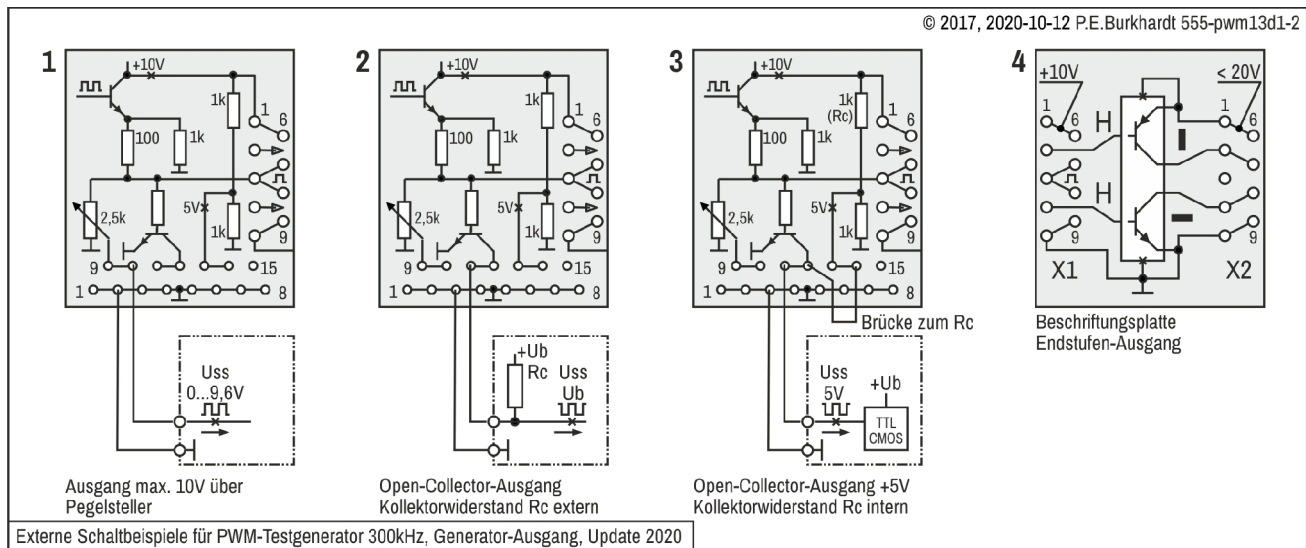 © 2017, 2020-10-12 P.E.Burkhardt 555-pwm13d1-2
1
+10V
1k
1
6
100
1k
5V
2,5k
1k
9
9
15
1
8
Uss
0...9,6V
Ausgang max. 10V über
Pegelsteller
2
+10V
1k
1
6
100
1k
5V
2,5k
1k
9
9
15
1
8
+Ub
Rc
Uss
Ub
Open-Collector-Ausgang
Kollektorwiderstand Rc extern
3
+10V
1k
(Rc)
1
6
100
1k
5V
2,5k
1k
9
9
15
1
8
Brücke zum Rc
Uss
5V
+Ub
TTL
CMOS
Open-Collector-Ausgang +5V
Kollektorwiderstand Rc intern
4
+10V
< 20V
1
6
H
1
6
H
9
9
X1
X2
Beschriftungsplatte
Endstufen-Ausgang
Externe Schaltbeispiele für PWM-Testgenerator 300kHz, Generator-Ausgang, Update 2020